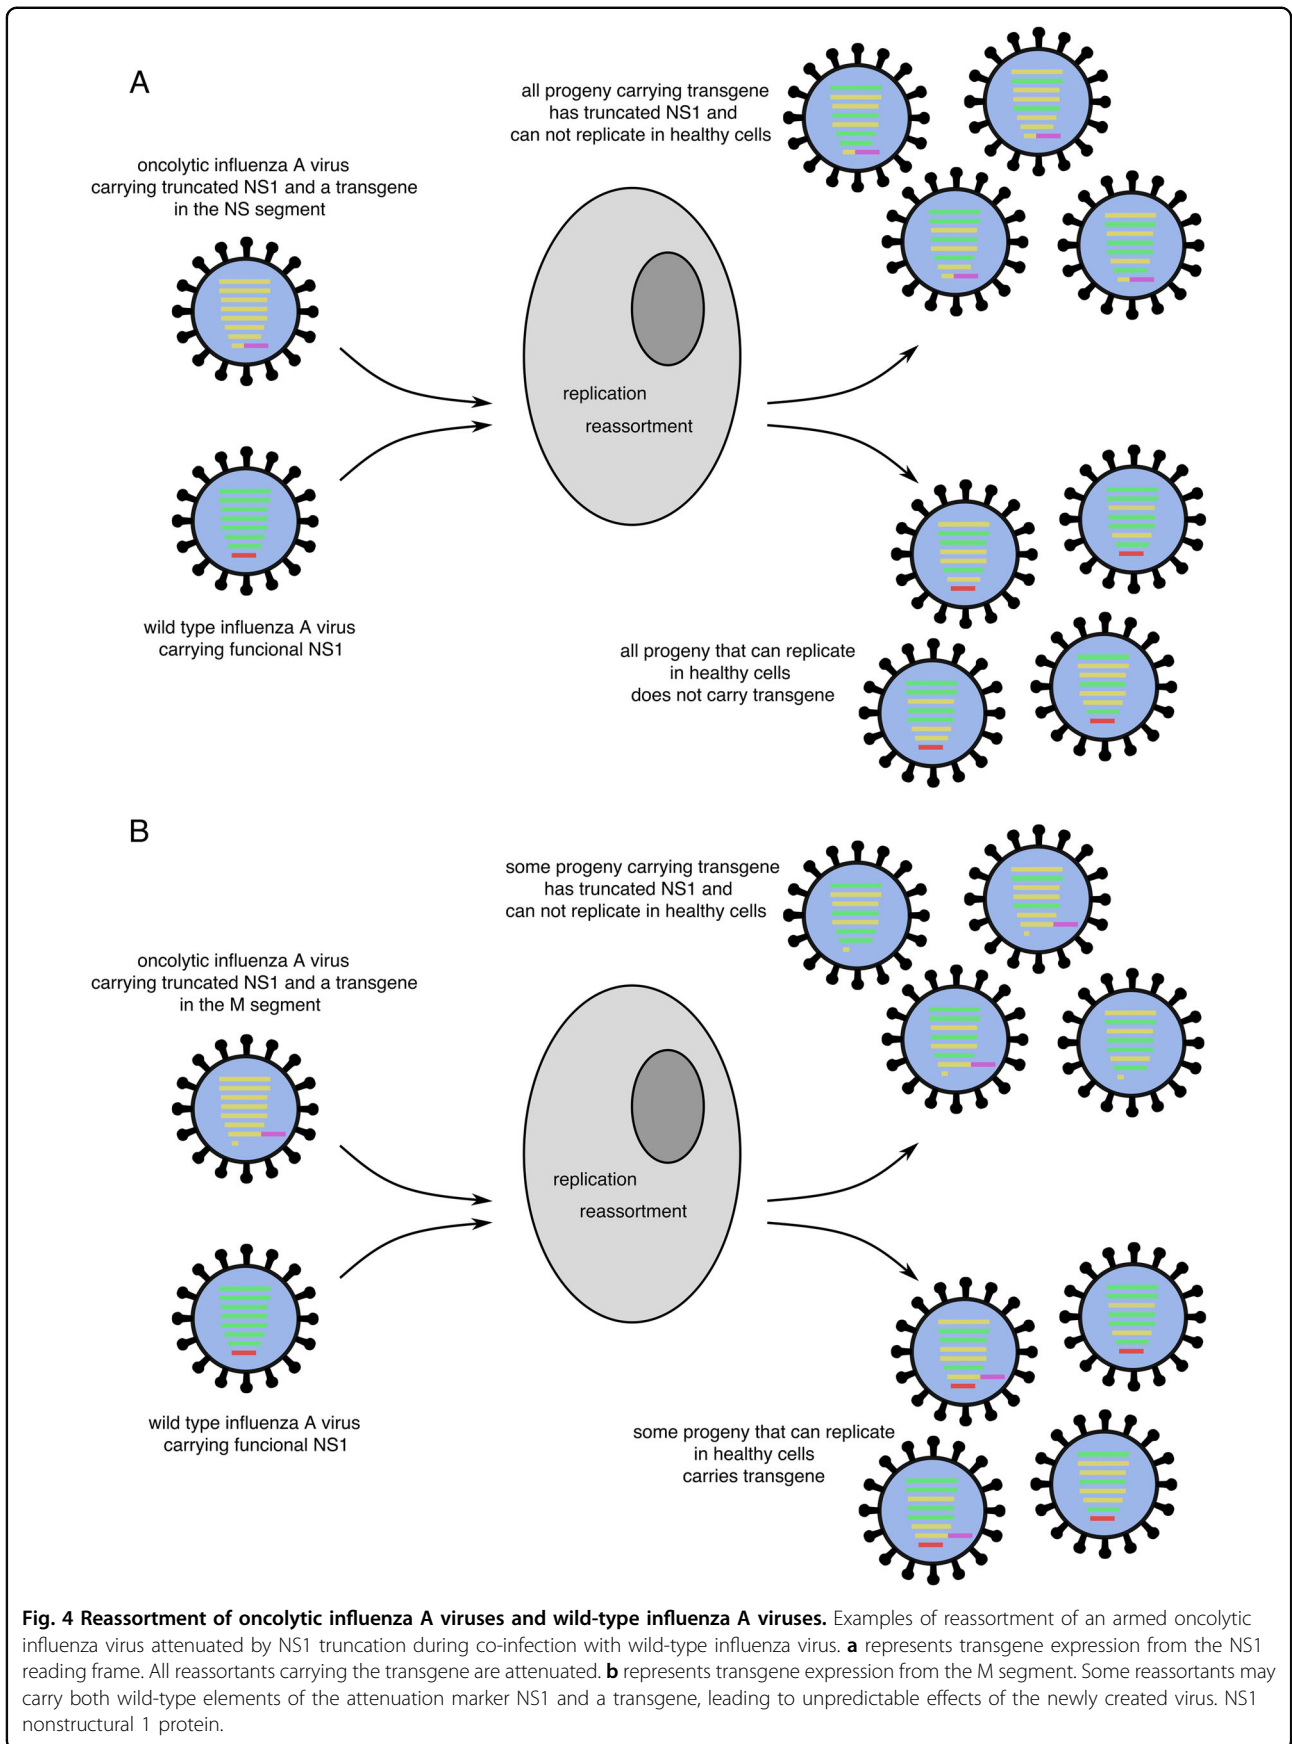 A
all progeny carrying transgene
has truncated NS1 and
can not replicate in healthy cells
oncolytic influenza A virus
carrying truncated NS1 and a transgene
in the NS segment
replication
reassortment
wild type influenza A virus
carrying funcional NS1
all progeny that can replicate
in healthy cells
does not carry transgene
B
some progeny carrying transgene
has truncated NS1 and
can not replicate in healthy cells
oncolytic influenza A virus
carrying truncated NS1 and a transgene
in the M segment
replication
reassortment
wild type influenza A virus
carrying funcional NS1
some progeny that can replicate
in healthy cells
carries transgene
Fig. 4 Reassortment of oncolytic influenza A viruses and wild-type influenza A viruses. Examples of reassortment of an armed oncolytic
influenza virus attenuated by NS1 truncation during co-infection with wild-type influenza virus. a represents transgene expression from the NS1
reading frame. All reassortants carrying the transgene are attenuated. b represents transgene expression from the M segment. Some reassortants may
carry both wild-type elements of the attenuation marker NS1 and a transgene, leading to unpredictable effects of the newly created virus. NS1
nonstructural 1 protein.